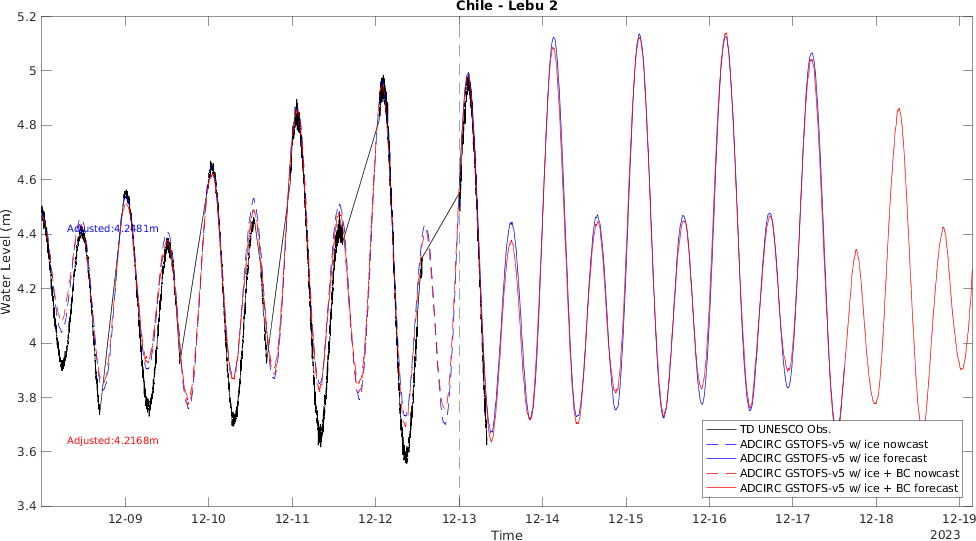 Chile - Lebu 2
5.2
5
4.8
4.6
4.4
4.2
4
3.8
3.6
3.4
Water Level (m)
Adjusted:4.2481m
Adjusted:4.2168m
TD UNESCO Obs.
ADCIRC GSTOFS-v5 w/ ice nowcast
ADCIRC GSTOFS-v5 w/ ice forecast
ADCIRC GSTOFS-v5 w/ ice + BC nowcast
ADCIRC GSTOFS-v5 w/ ice + BC forecast
12-09 12-10 12-11 12-12 12-13 12-14 12-15 12-16 12-17 12-18 12-19
Time
2023